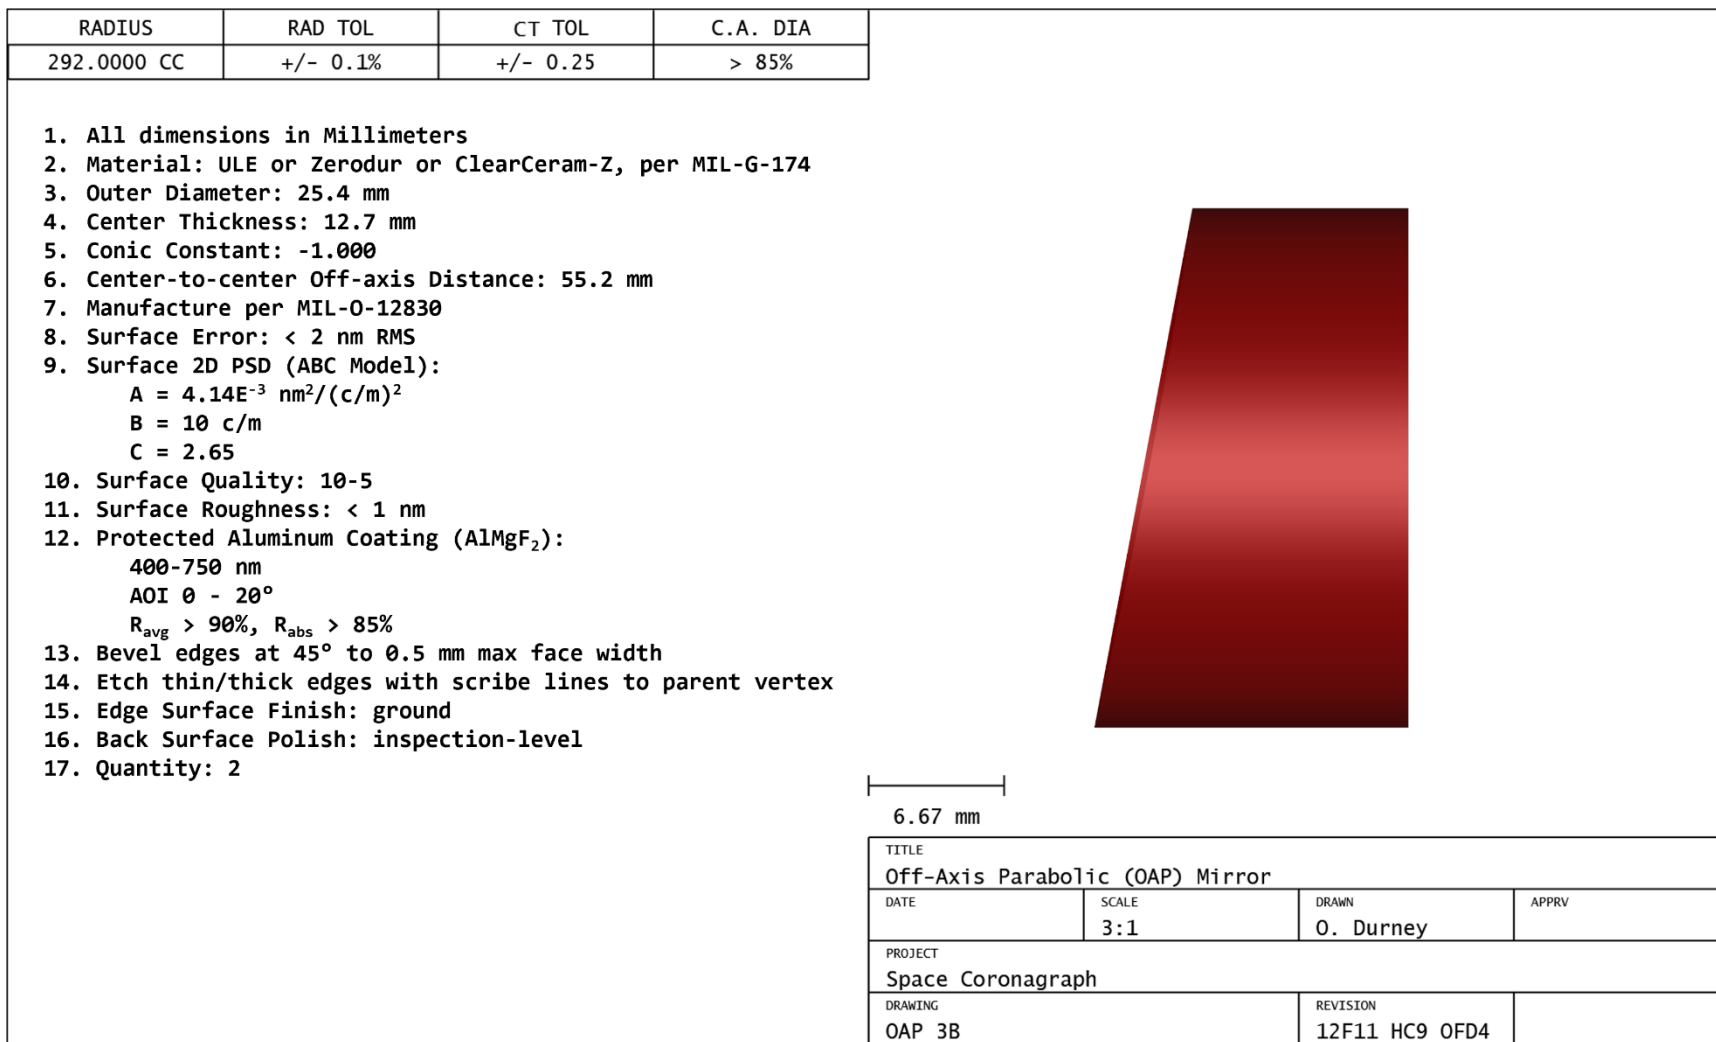 RADIUS RAD TOL CT TOL C.A. DIA
292.0000 CC +/- 0.1% +/- 0.25 > 85%
1. All dimensions in Millimeters
2. Material: ULE or Zerodur or ClearCeram-Z, per MIL-G-174
3. Outer Diameter: 25.4 mm
4. Center Thickness: 12.7 mm
5. Conic Constant: -1.000
6. Center-to-center Off-axis Distance: 55.2 mm
7. Manufacture per MIL-O-12830
8. Surface Error: < 2 nm RMS
9. Surface 2D PSD (ABC Model):
A = 4.14E⁻³ nm²/(c/m)²
B = 10 c/m
C = 2.65
10. Surface Quality: 10-5
11. Surface Roughness: < 1 nm
12. Protected Aluminum Coating (AlMgF₂):
400-750 nm
AOI 0 - 20°
Ravg > 90%, Rabs > 85%
13. Bevel edges at 45° to 0.5 mm max face width
14. Etch thin/thick edges with scribe lines to parent vertex
15. Edge Surface Finish: ground
16. Back Surface Polish: inspection-level
17. Quantity: 2
6.67 mm
TITLE
Off-Axis Parabolic (OAP) Mirror
DATE SCALE DRAWN APPRV
3:1 O. Durney
PROJECT
Space Coronagraph
DRAWING REVISION
OAP 3B 12F11 HC9 OFD4